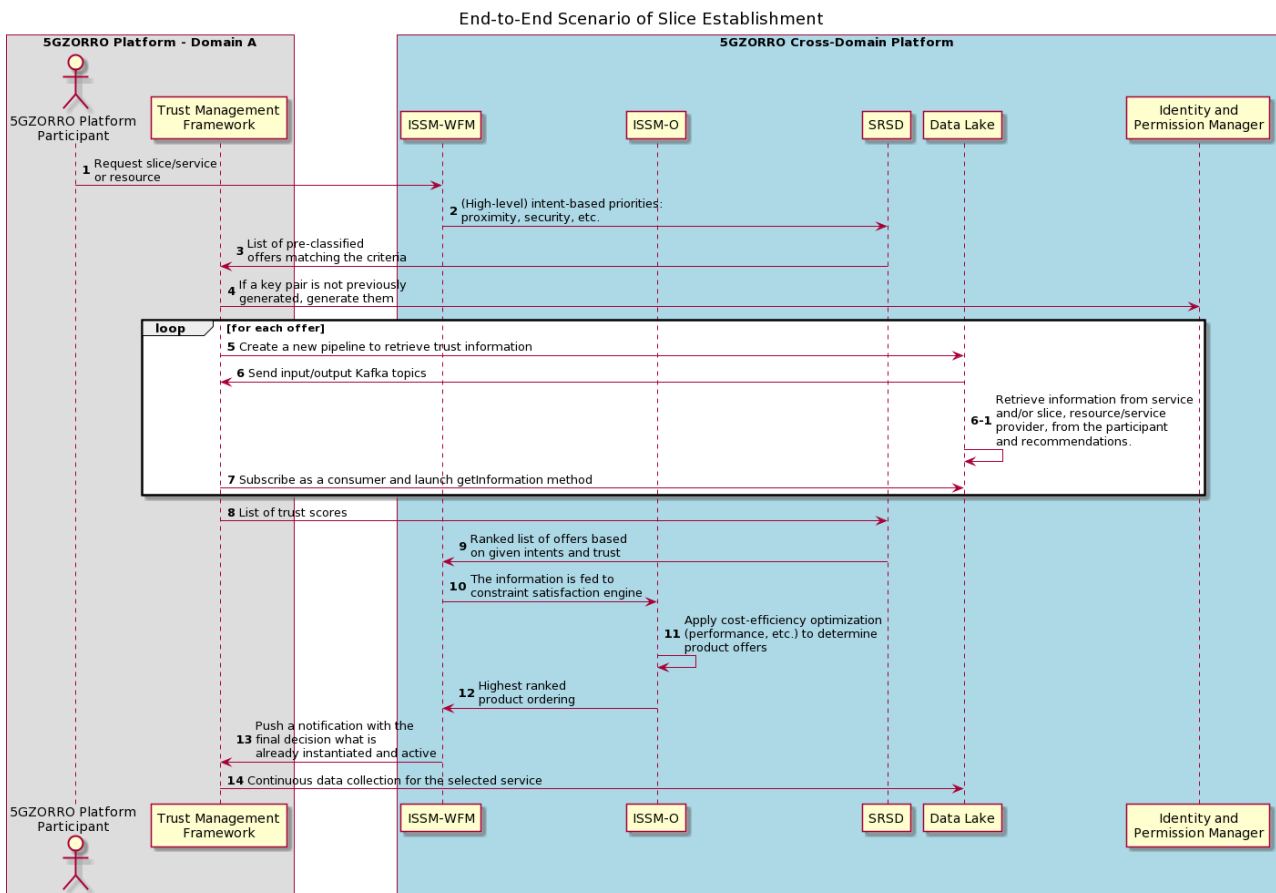 End-to-End Scenario of Slice Establishment
5GZORRO Platform - Domain A
5GZORRO Cross-Domain Platform
5GZORRO Platform
Participant
Trust Management
Framework
ISSM-WFM
ISSM-O
SRSD
Data Lake
Identity and
Permission Manager
1 Request slice/service
or resource
2 (High-level) intent-based priorities:
proximity, security, etc.
3 List of pre-classified
offers matching the criteria
4 If a key pair is not previously
generated, generate them
loop [for each offer]
5 Create a new pipeline to retrieve trust information
6 Send input/output Kafka topics
6-1 Retrieve information from service
and/or slice, resource/service
provider, from the participant
and recommendations.
7 Subscribe as a consumer and launch getInformation method
8 List of trust scores
9 Ranked list of offers based
on given intents and trust
10 The information is fed to
constraint satisfaction engine
11 Apply cost-efficiency optimization
(performance, etc.) to determine
product offers
12 Highest ranked
product ordering
13 Push a notification with the
final decision what is
already instantiated and active
14 Continuous data collection for the selected service
5GZORRO Platform
Participant
Trust Management
Framework
ISSM-WFM
ISSM-O
SRSD
Data Lake
Identity and
Permission Manager